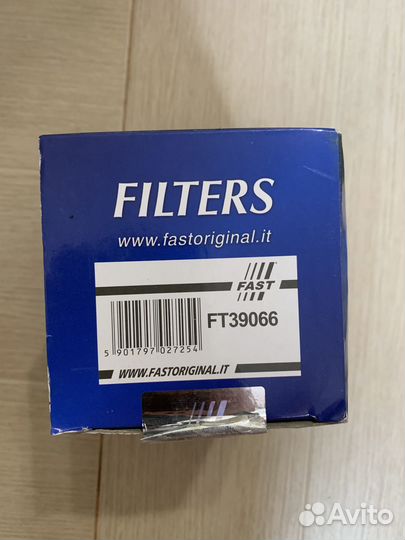 FILTERS
www.fastoriginal.it
FAST
FT39066
5 901797 027254
WWW.FASTORIGINAL.IT
Avito